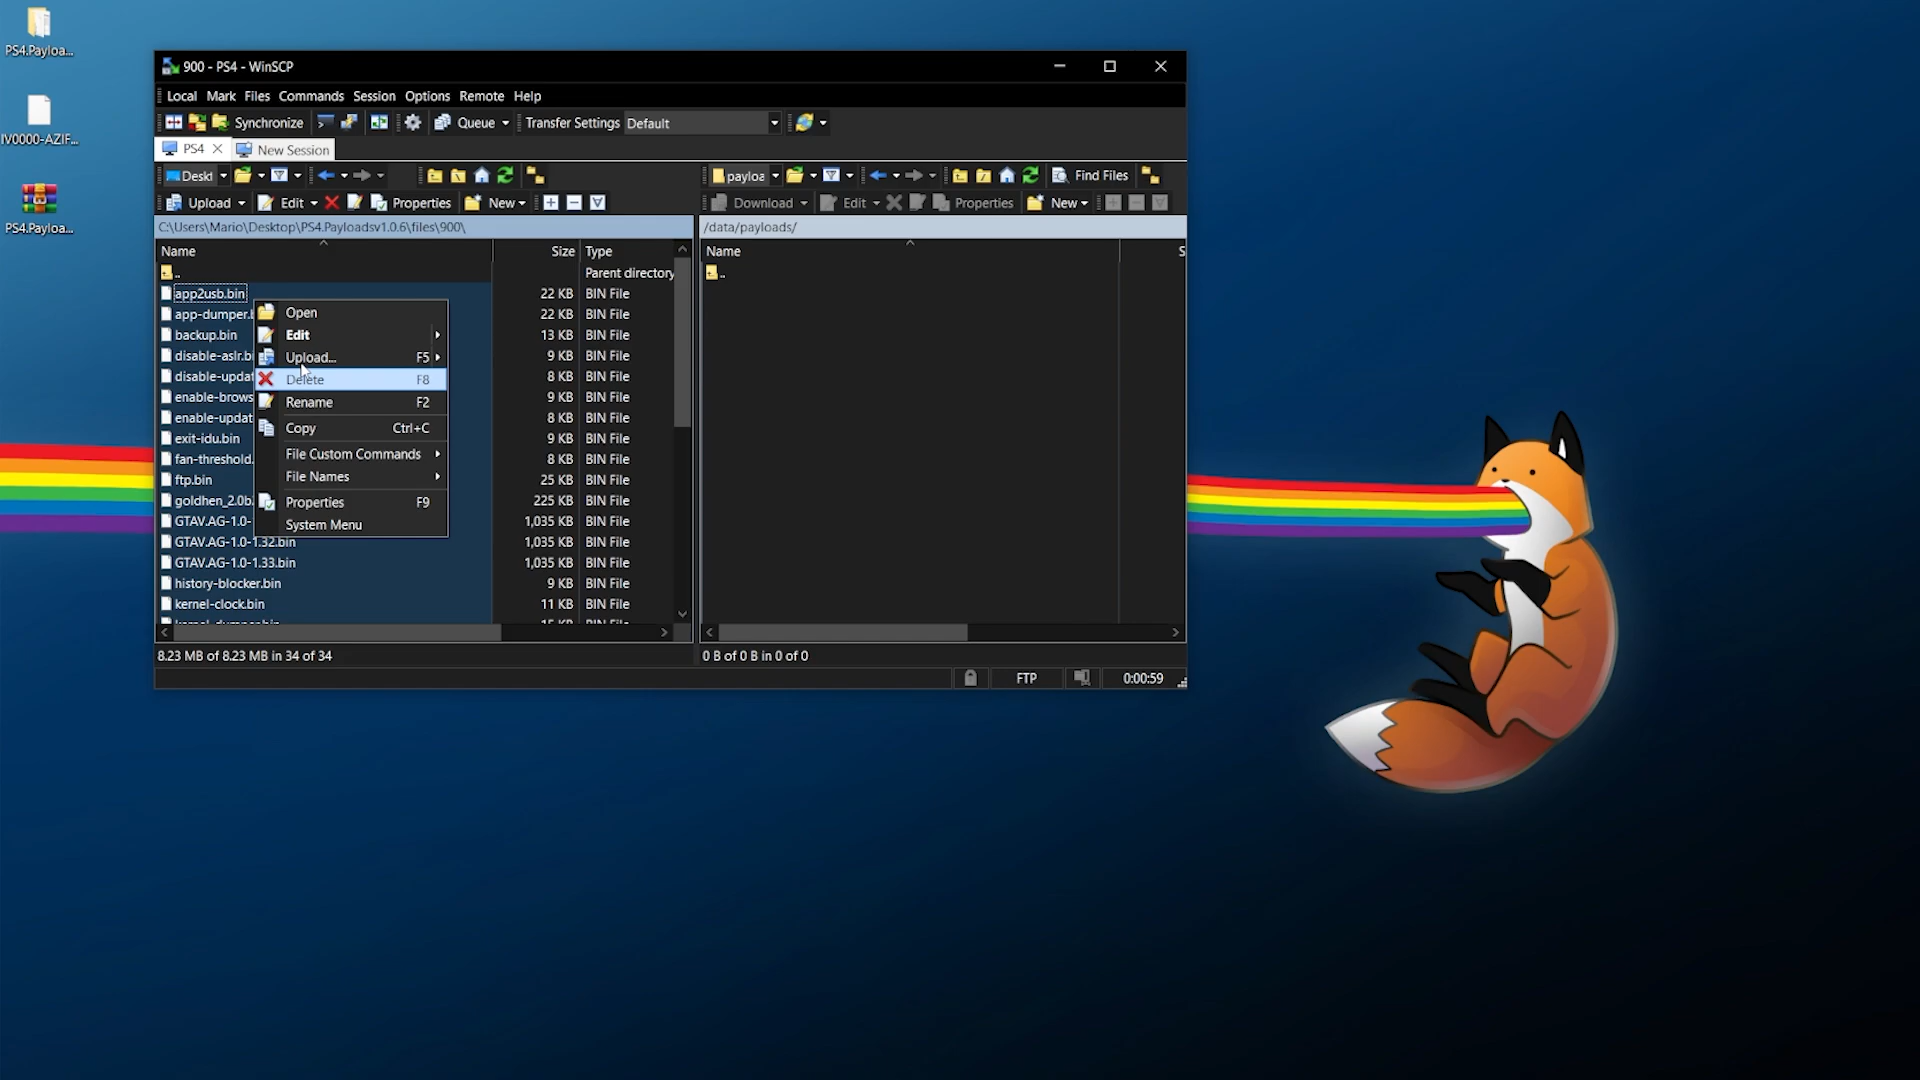 PS4.Payloa...
IV0000-AZIF...
PS4.Payloa...
900 - PS4 - WinSCP
Local Mark Files Commands Session Options Remote Help
Synchronize Queue Transfer Settings Default
PS4 New Session
Deskt
payloa Find Files
Upload Edit Properties New
Download Edit Properties New
C:\Users\Mario\Desktop\PS4.Payloadsv1.0.6\files\900\
/data/payloads/
Name Size Type
Name S
.. Parent directory
..
app2usb.bin 22 KB BIN File
app-dumper.b 22 KB BIN File
backup.bin 13 KB BIN File
disable-aslr.bi 9 KB BIN File
disable-updat 8 KB BIN File
enable-brows 9 KB BIN File
enable-updat 8 KB BIN File
exit-idu.bin 9 KB BIN File
fan-threshold. 8 KB BIN File
ftp.bin 25 KB BIN File
goldhen_2.0b 225 KB BIN File
GTAV.AG-1.0- 1,035 KB BIN File
GTAV.AG-1.0-1.32.bin 1,035 KB BIN File
GTAV.AG-1.0-1.33.bin 1,035 KB BIN File
history-blocker.bin 9 KB BIN File
kernel-clock.bin 11 KB BIN File
kernel-dumper.bin 15 KB BIN File
Open
Edit
Upload... F5
Delete F8
Rename F2
Copy Ctrl+C
File Custom Commands
File Names
Properties F9
System Menu
8.23 MB of 8.23 MB in 34 of 34
0 B of 0 B in 0 of 0
FTP 0:00:59